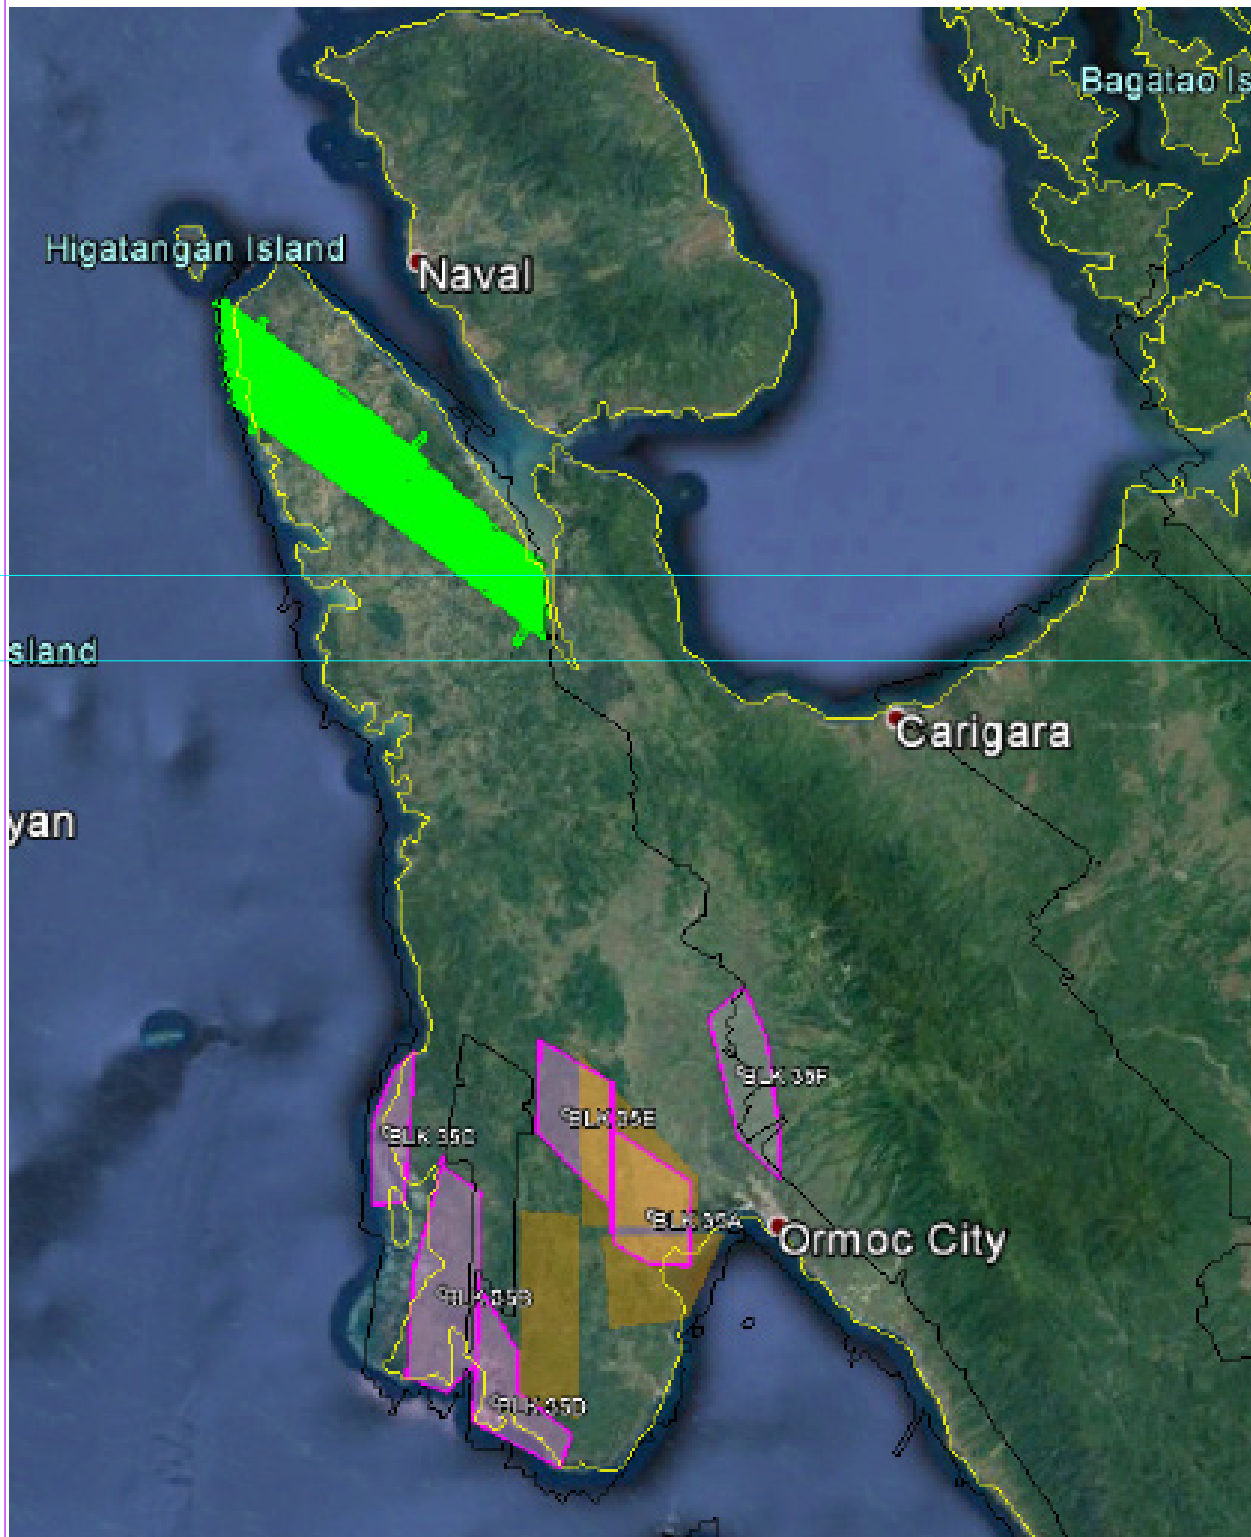 Bagatao Is
Higatangan Island
Naval
sland
Carigara
yan
BLK 35F
BLK 35E
BLK 35C
BLK 35A
Ormoc City
BLK 35B
BLK 35D